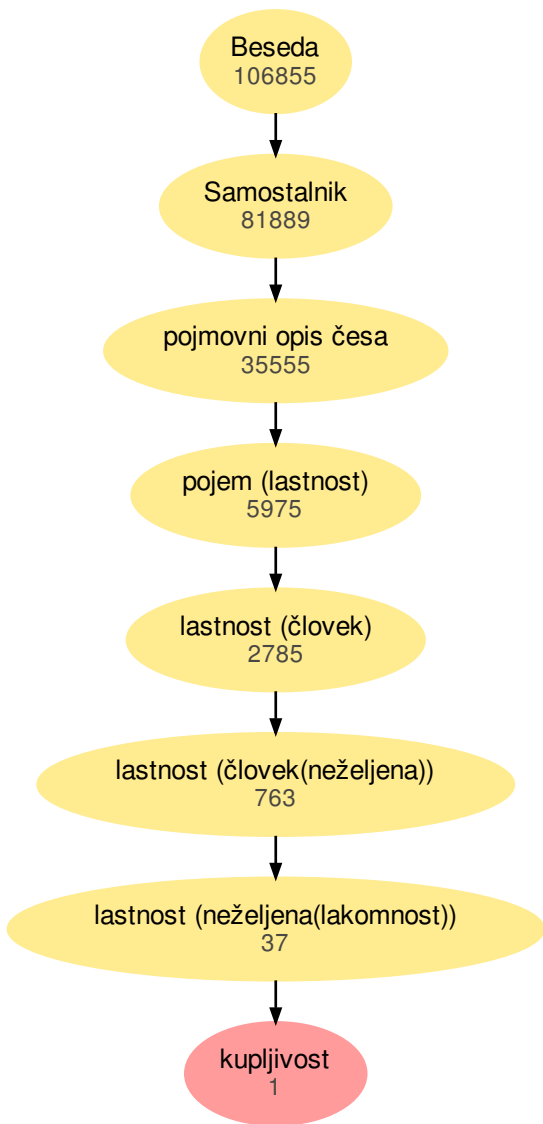 Beseda
106855
Samostalnik
81889
pojmovni opis česa
35555
pojem (lastnost)
5975
lastnost (človek)
2785
lastnost (človek(neželjena))
763
lastnost (neželjena(lakomnost))
37
kupljivost
1